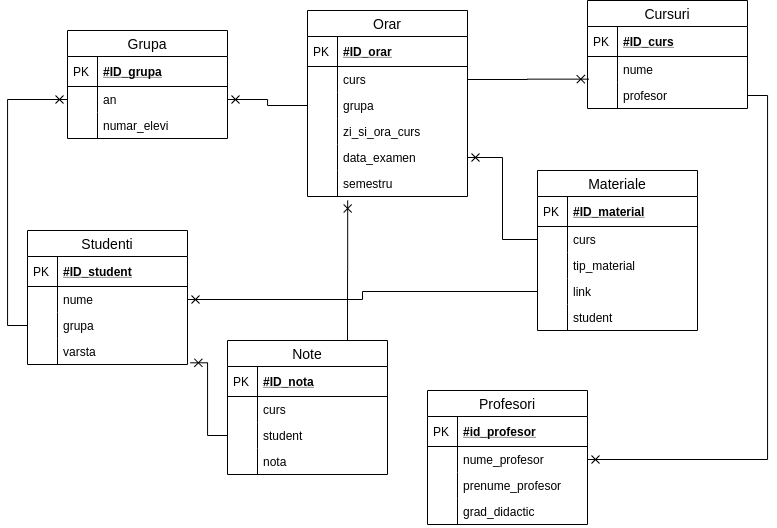 Grupa
PK #ID_grupa
an
numar_elevi
Orar
PK #ID_orar
curs
grupa
zi_si_ora_curs
data_examen
semestru
Cursuri
PK #ID_curs
nume
profesor
Materiale
PK #ID_material
curs
tip_material
link
student
Studenti
PK #ID_student
nume
grupa
varsta
Note
PK #ID_nota
curs
student
nota
Profesori
PK #id_profesor
nume_profesor
prenume_profesor
grad_didactic